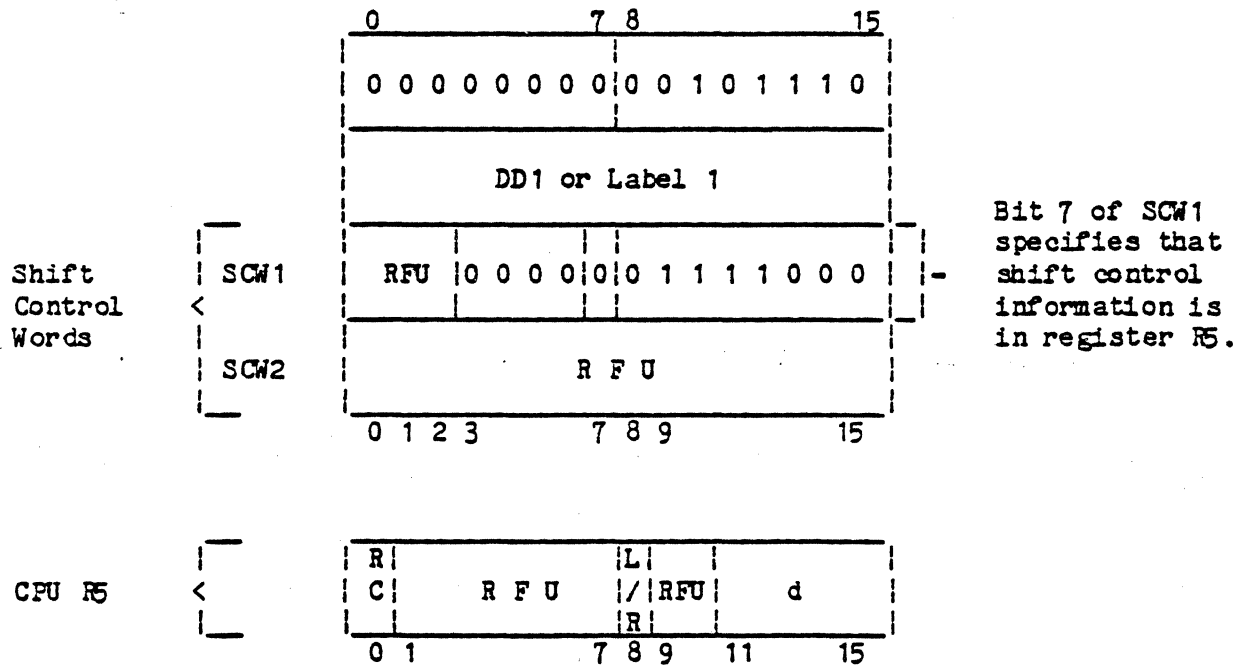 0 7 8 15
0 0 0 0 0 0 0 0 0 0 1 0 1 1 1 0
DD1 or Label 1
Shift
Control
Words
<
SCW1
RFU 0 0 0 0 0 0 1 1 1 1 0 0 0
SCW2
R F U
0 1 2 3 7 8 9 15
Bit 7 of SCW1
specifies that
shift control
information is
in register R5.
CPU R5 <
R
C
R F U
L
/
R
RFU
d
0 1 7 8 9 11 15